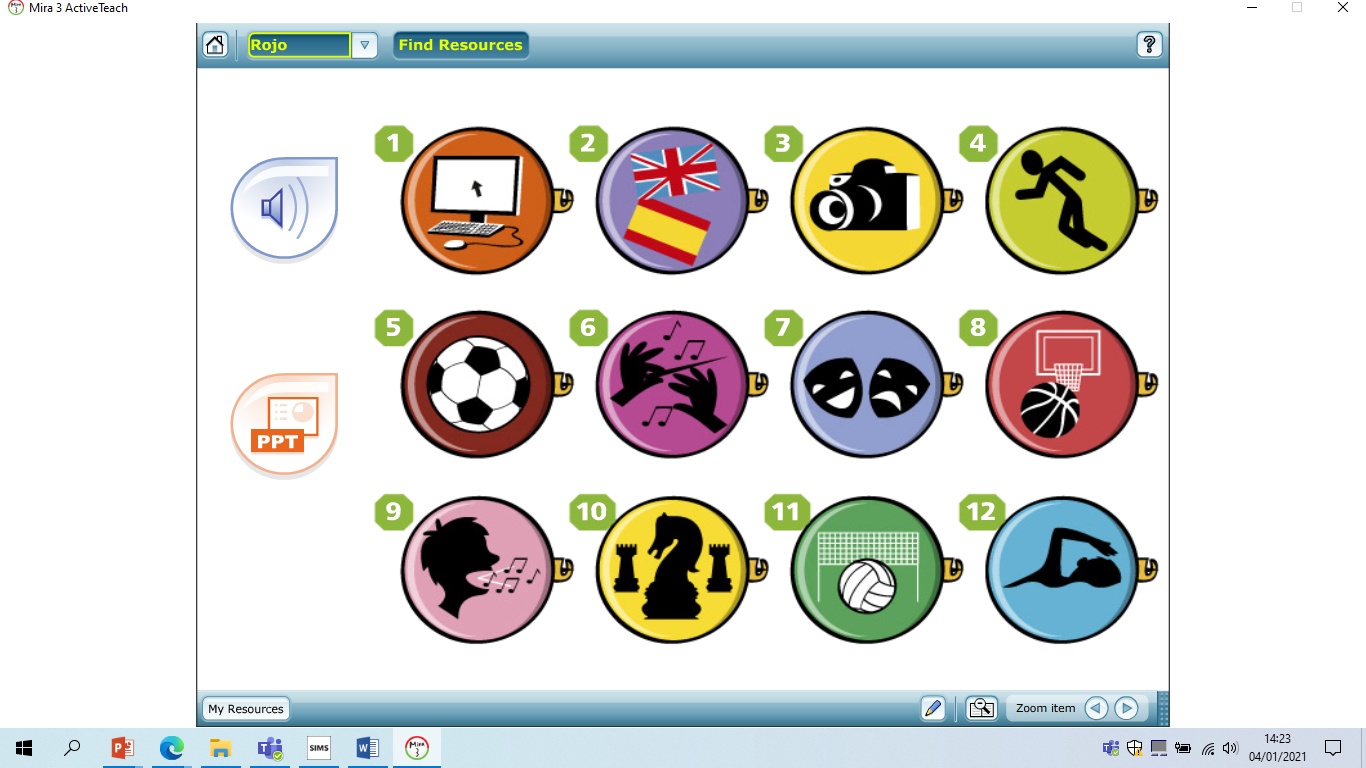 Mira 3 ActiveTeach
Rojo
Find Resources
?
1
2
3
4
5
6
7
8
PPT
9
10
11
12
My Resources
Zoom item
SIMS
Mira
3
14:23
04/01/2021